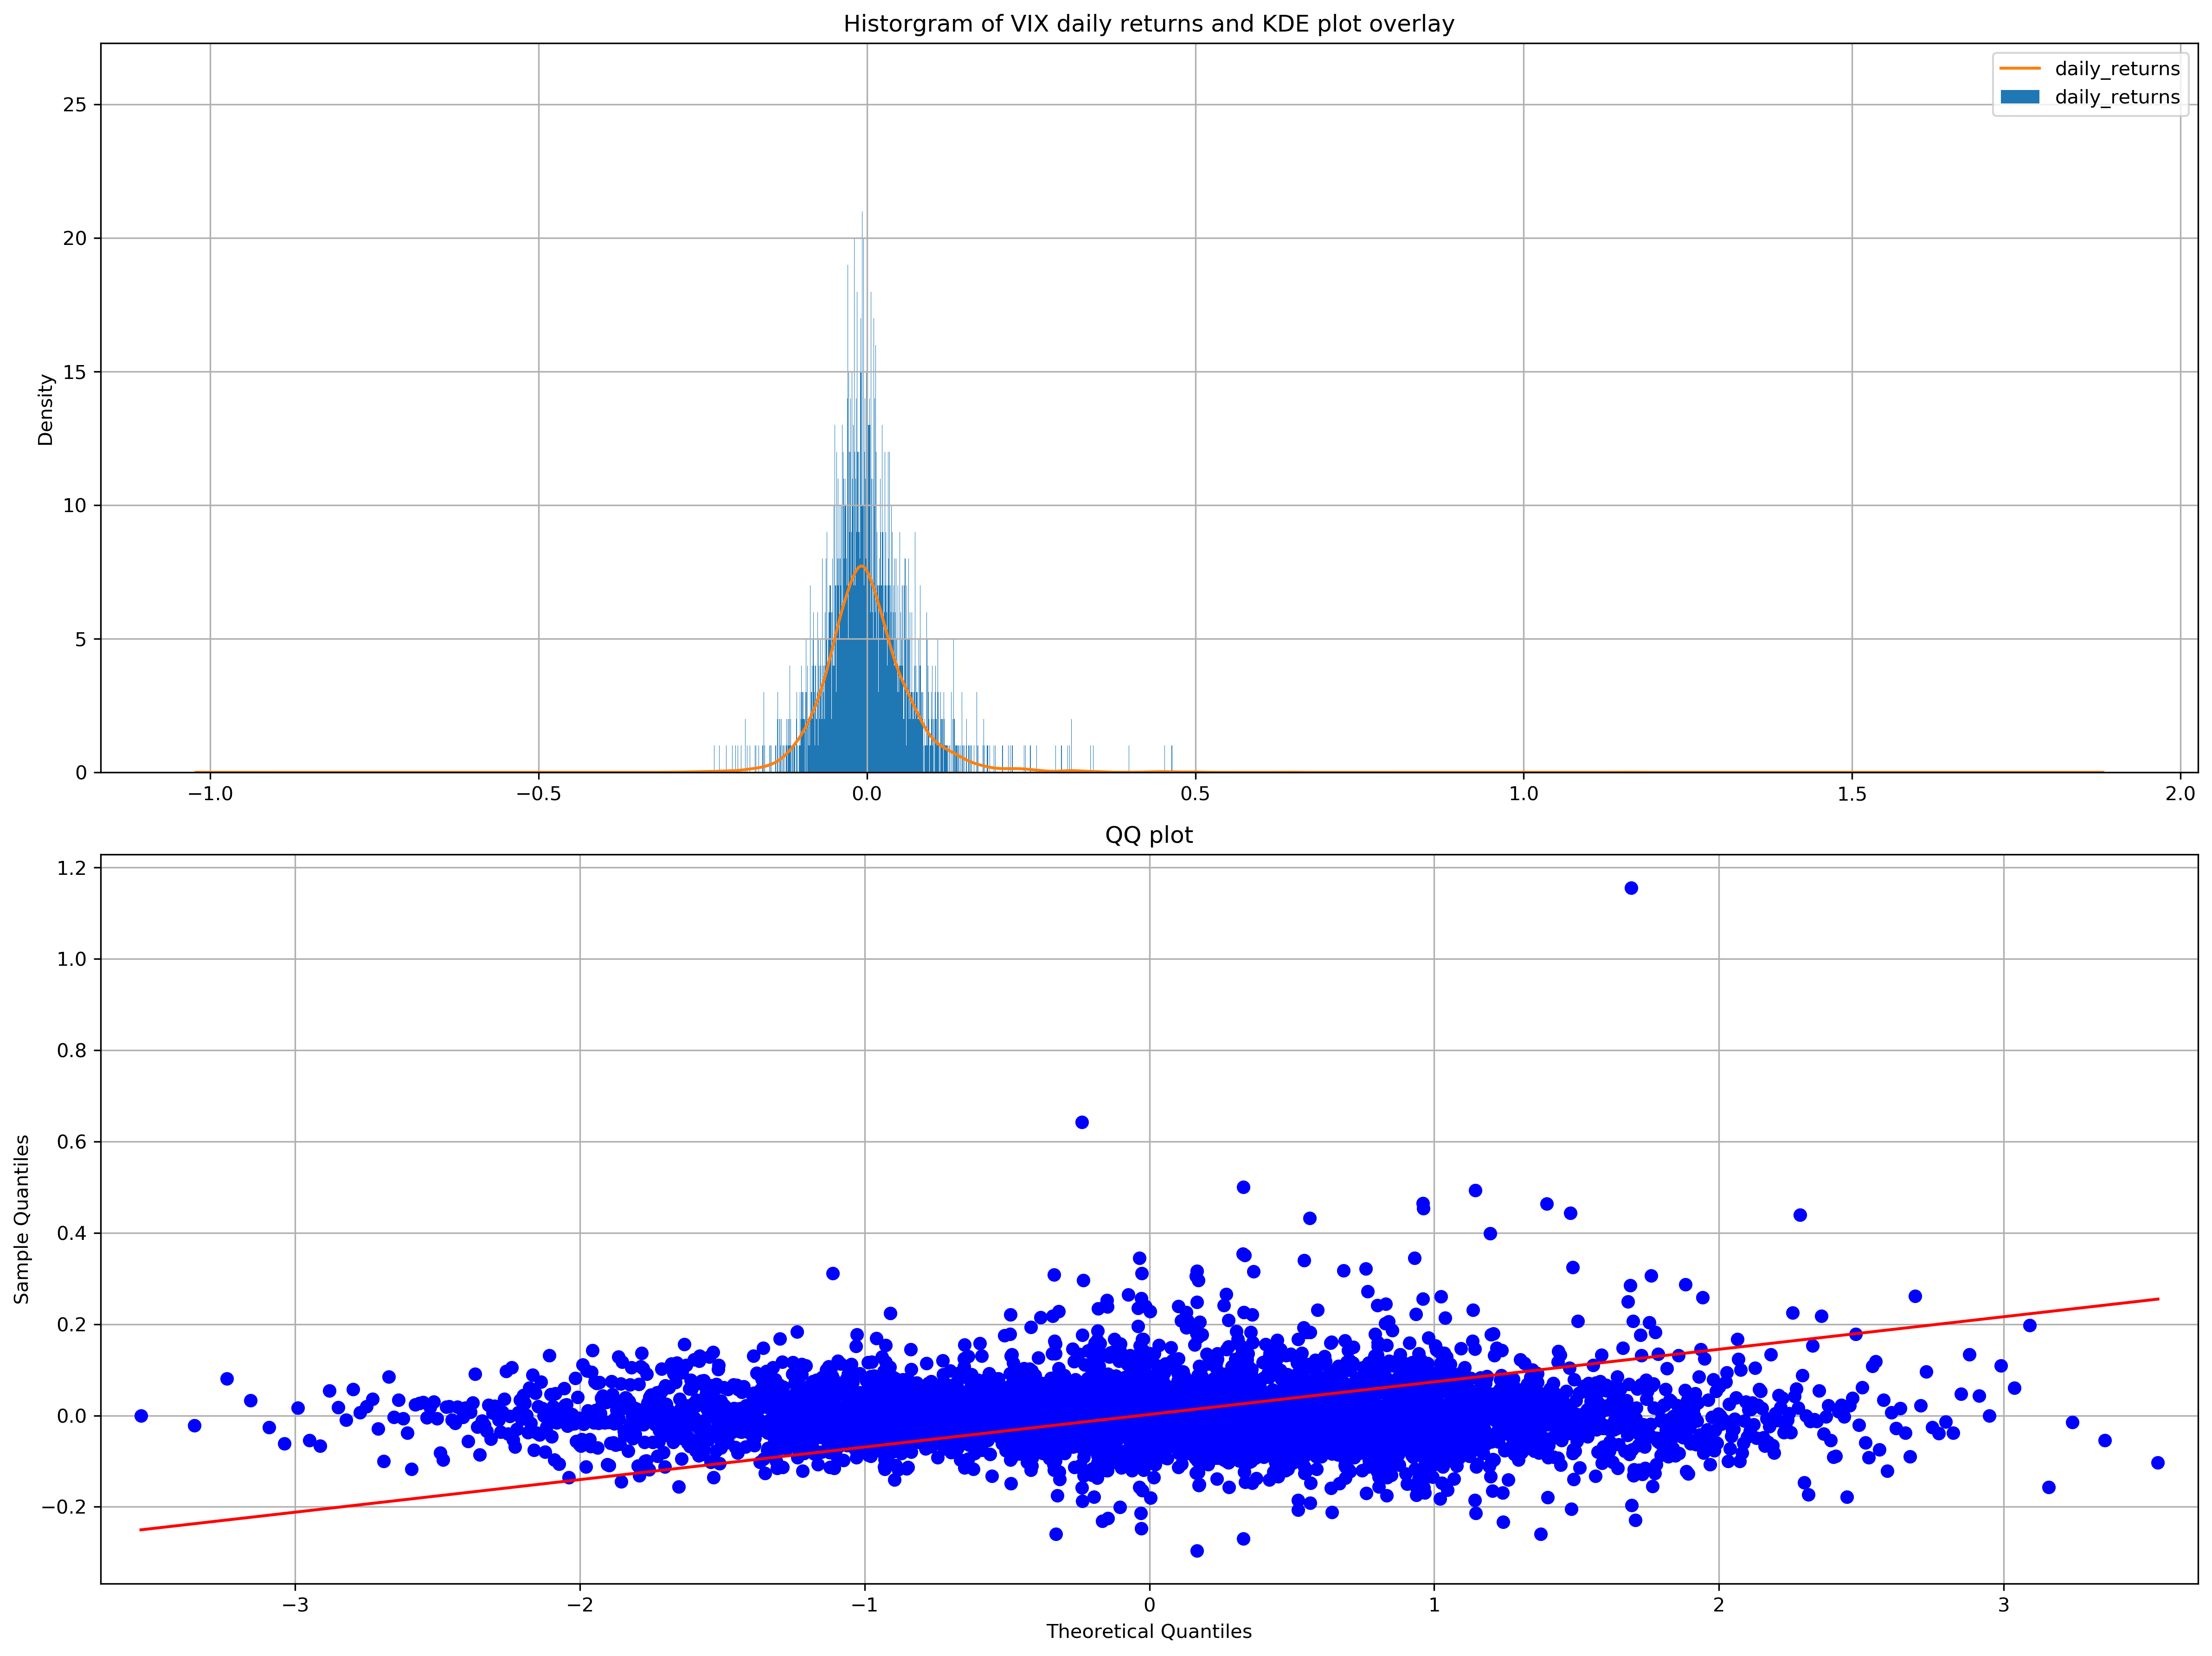 Historgram of VIX daily returns and KDE plot overlay
daily_returns
daily_returns
Density
25
20
15
10
5
0
−1.0 −0.5 0.0 0.5 1.0 1.5 2.0
QQ plot
Sample Quantiles
1.2
1.0
0.8
0.6
0.4
0.2
0.0
−0.2
−3 −2 −1 0 1 2 3
Theoretical Quantiles